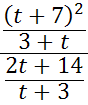 (t + 7)²
3 + t
2t + 14
t + 3